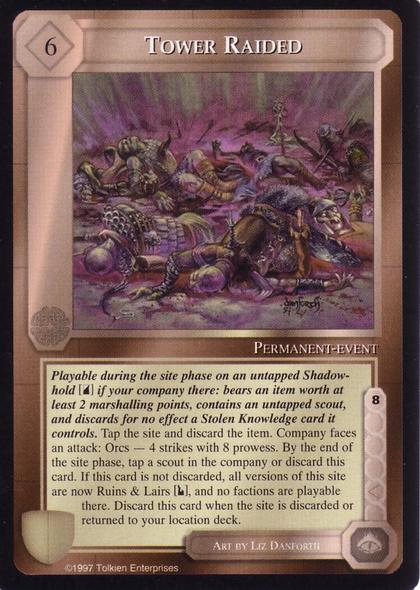 6
TOWER RAIDED
DANFORTH
PERMANENT-EVENT
Playable during the site phase on an untapped Shadow-
hold [] if your company there: bears an item worth at
least 2 marshalling points, contains an untapped scout,
and discards for no effect a Stolen Knowledge card it
controls. Tap the site and discard the item. Company faces
an attack: Orcs — 4 strikes with 8 prowess. By the end of
the site phase, tap a scout in the company or discard this
card. If this card is not discarded, all versions of this site
are now Ruins & Lairs [], and no factions are playable
there. Discard this card when the site is discarded or
returned to your location deck.
8
ART BY LIZ DANFORTH
©1997 Tolkien Enterprises